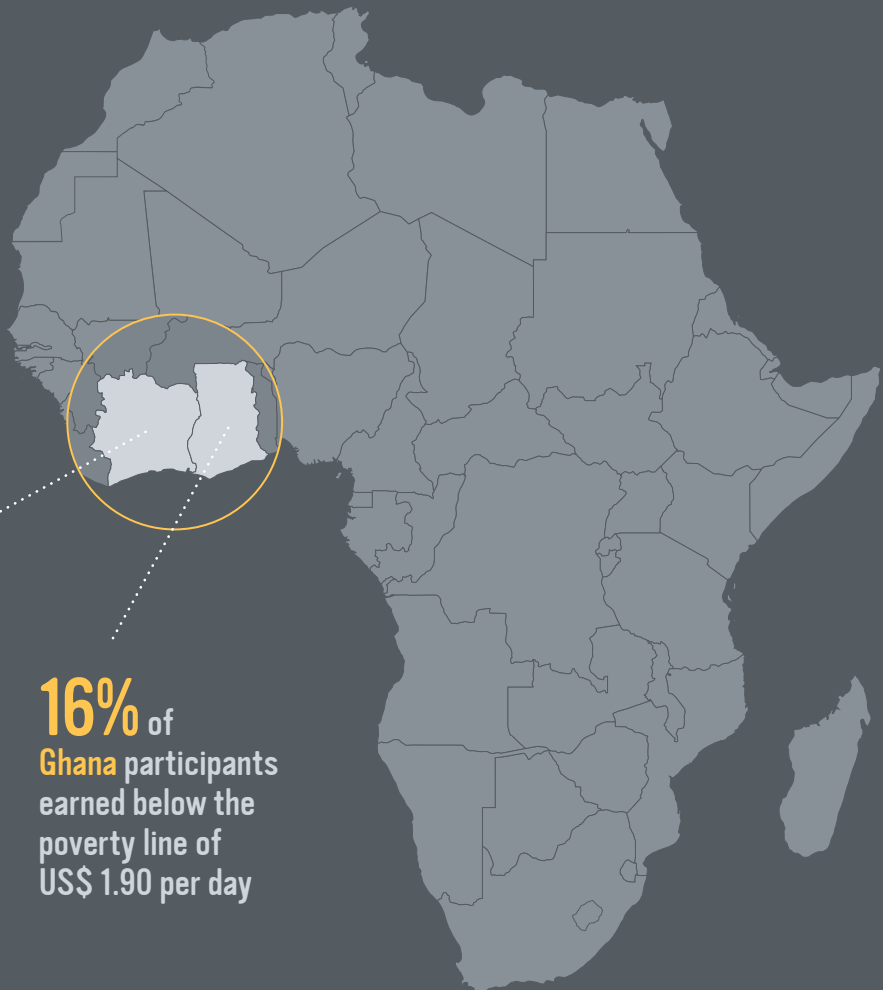 16% of
Ghana participants
earned below the
poverty line of
US$ 1.90 per day